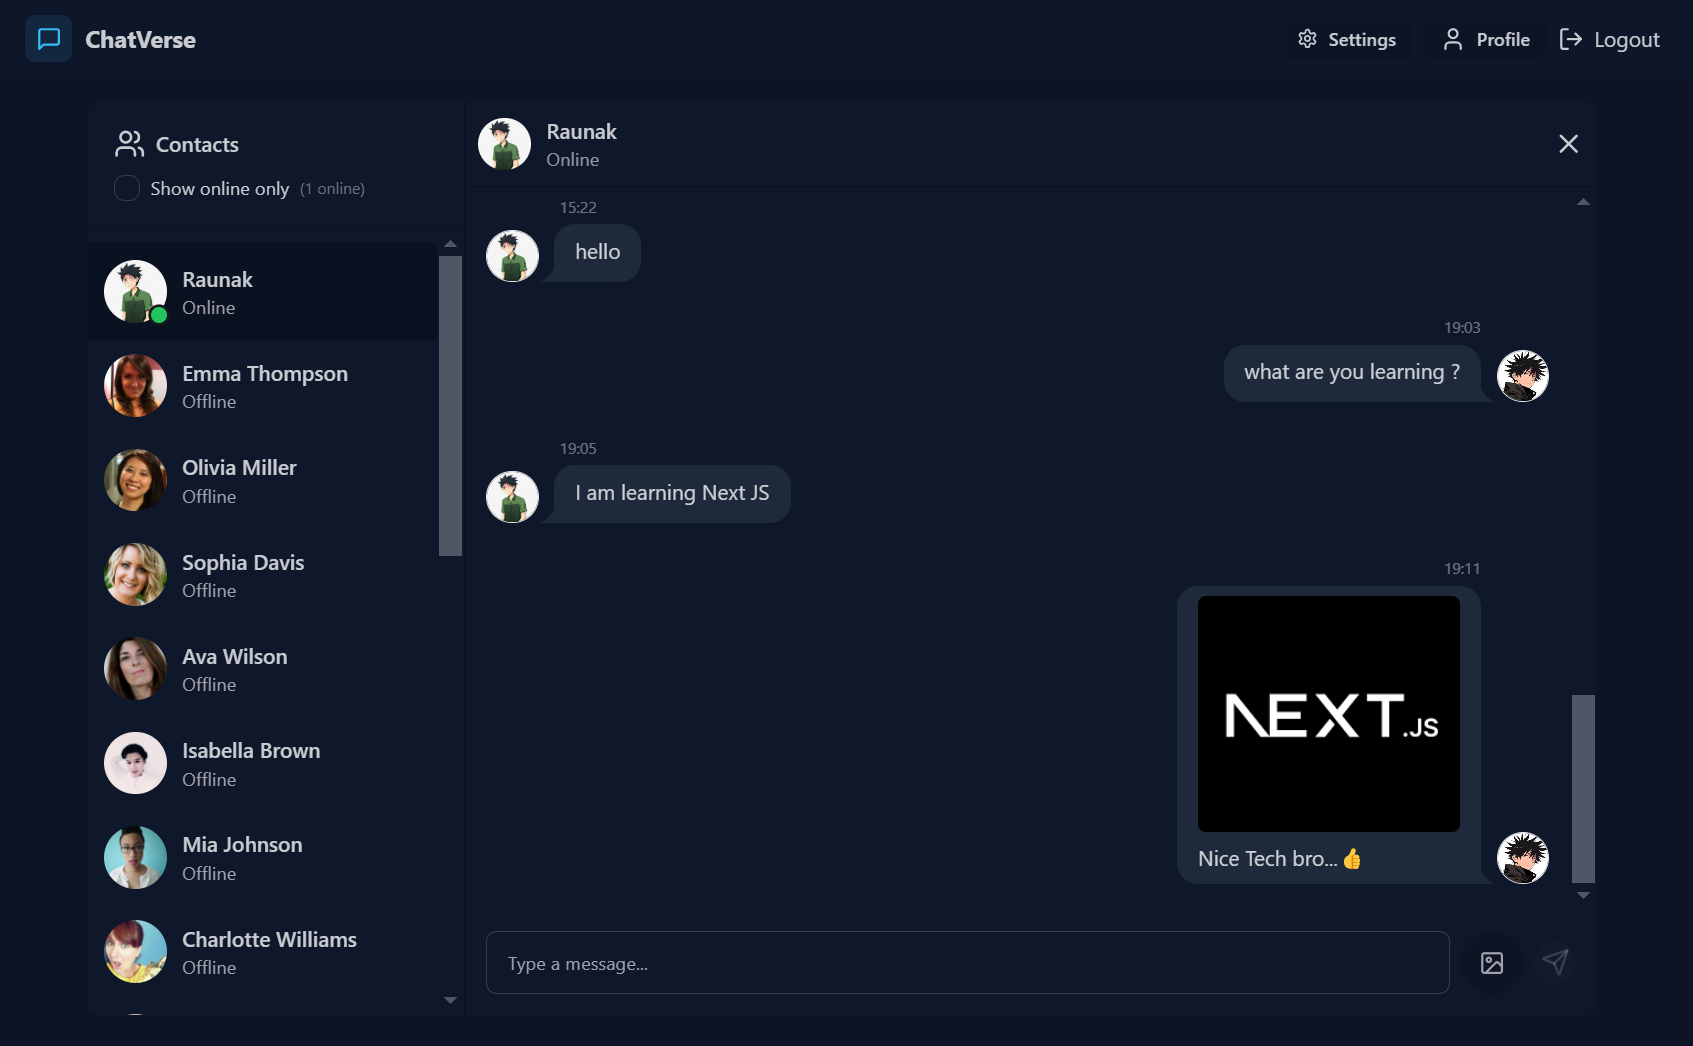 ChatVerse
Settings
Profile
Logout
Contacts
Show online only (1 online)
Raunak
Online
Emma Thompson
Offline
Olivia Miller
Offline
Sophia Davis
Offline
Ava Wilson
Offline
Isabella Brown
Offline
Mia Johnson
Offline
Charlotte Williams
Offline
Raunak
Online
15:22
hello
19:03
what are you learning ?
19:05
I am learning Next JS
19:11
NEXT.JS
Nice Tech bro...👍
Type a message...